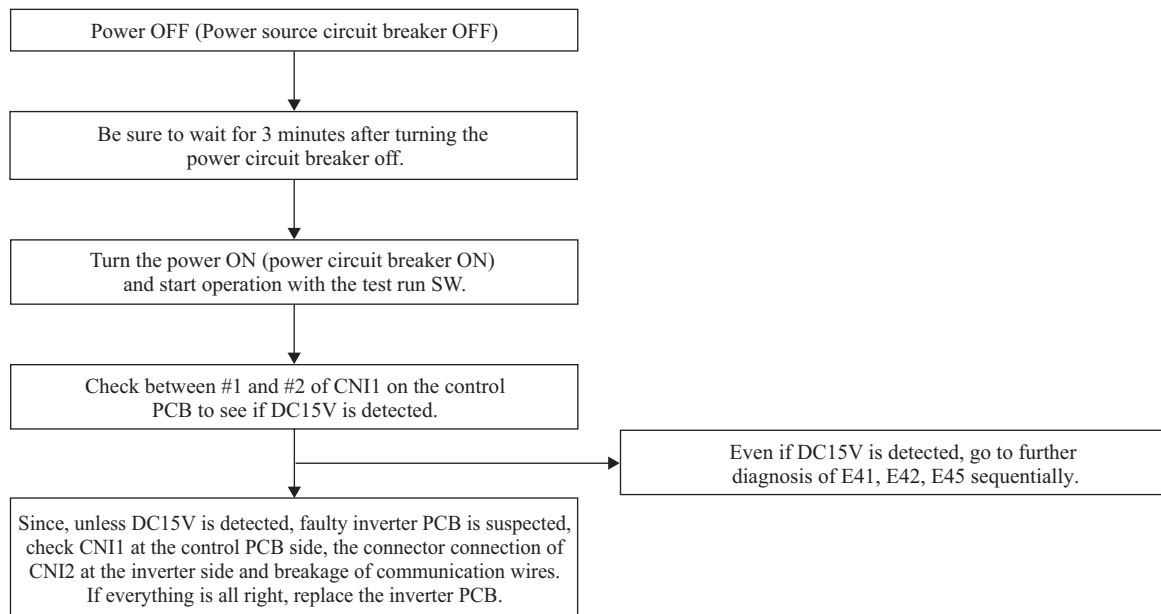 Power OFF (Power source circuit breaker OFF)
Be sure to wait for 3 minutes after turning the
power circuit breaker off.
Turn the power ON (power circuit breaker ON)
and start operation with the test run SW.
Check between #1 and #2 of CNI1 on the control
PCB to see if DC15V is detected.
Even if DC15V is detected, go to further
diagnosis of E41, E42, E45 sequentially.
Since, unless DC15V is detected, faulty inverter PCB is suspected,
check CNI1 at the control PCB side, the connector connection of
CNI2 at the inverter side and breakage of communication wires.
If everything is all right, replace the inverter PCB.